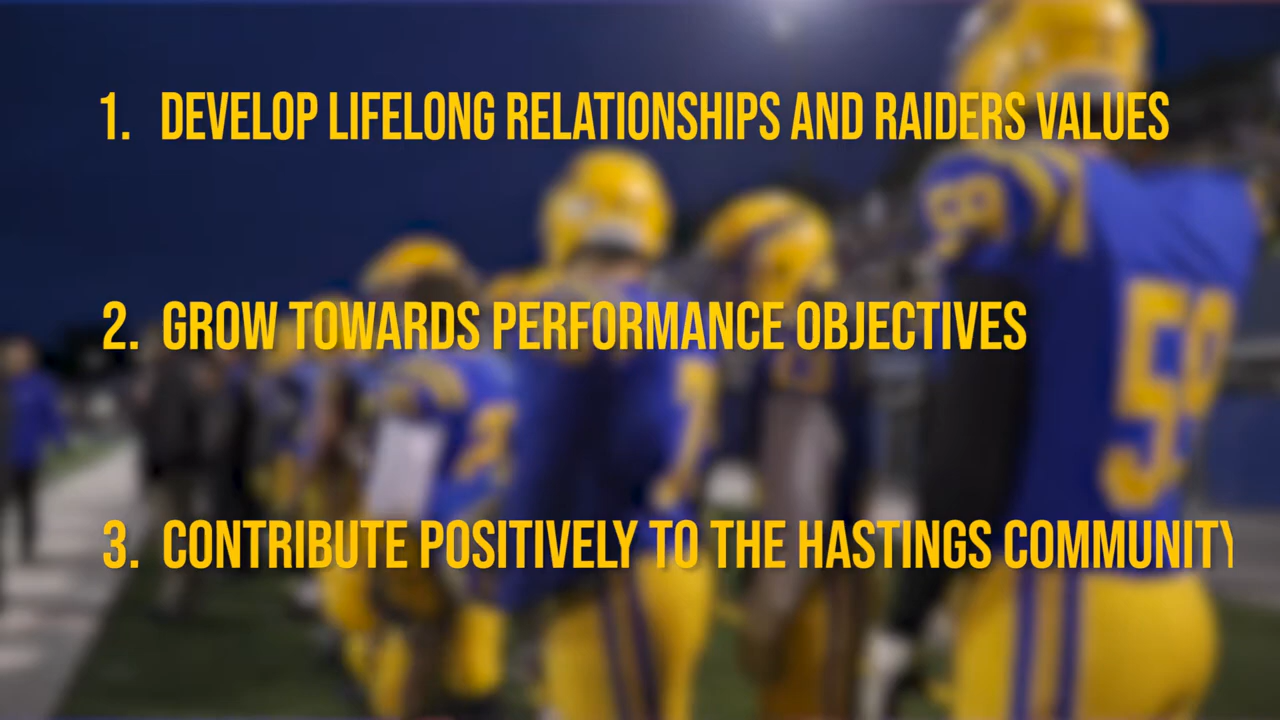 1. DEVELOP LIFELONG RELATIONSHIPS AND RAIDERS VALUES
2. GROW TOWARDS PERFORMANCE OBJECTIVES
3. CONTRIBUTE POSITIVELY TO THE HASTINGS COMMUNITY
59